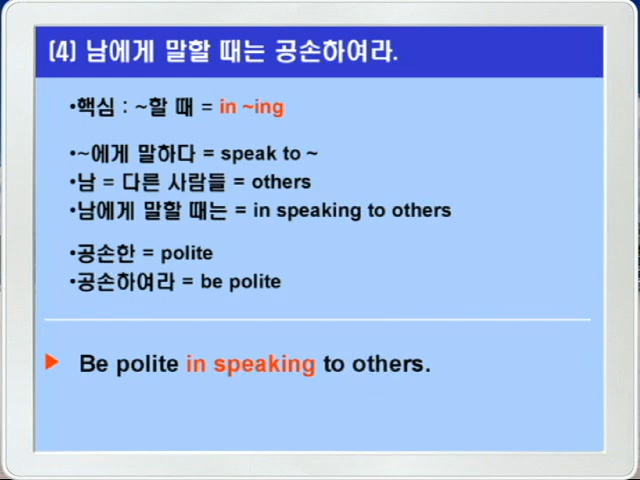 (4) 남에게 말할 때는 공손하여라.
•핵심 : ~할 때 = in ~ing
•~에게 말하다 = speak to ~
•남 = 다른 사람들 = others
•남에게 말할 때는 = in speaking to others
•공손한 = polite
•공손하여라 = be polite
▶ Be polite in speaking to others.